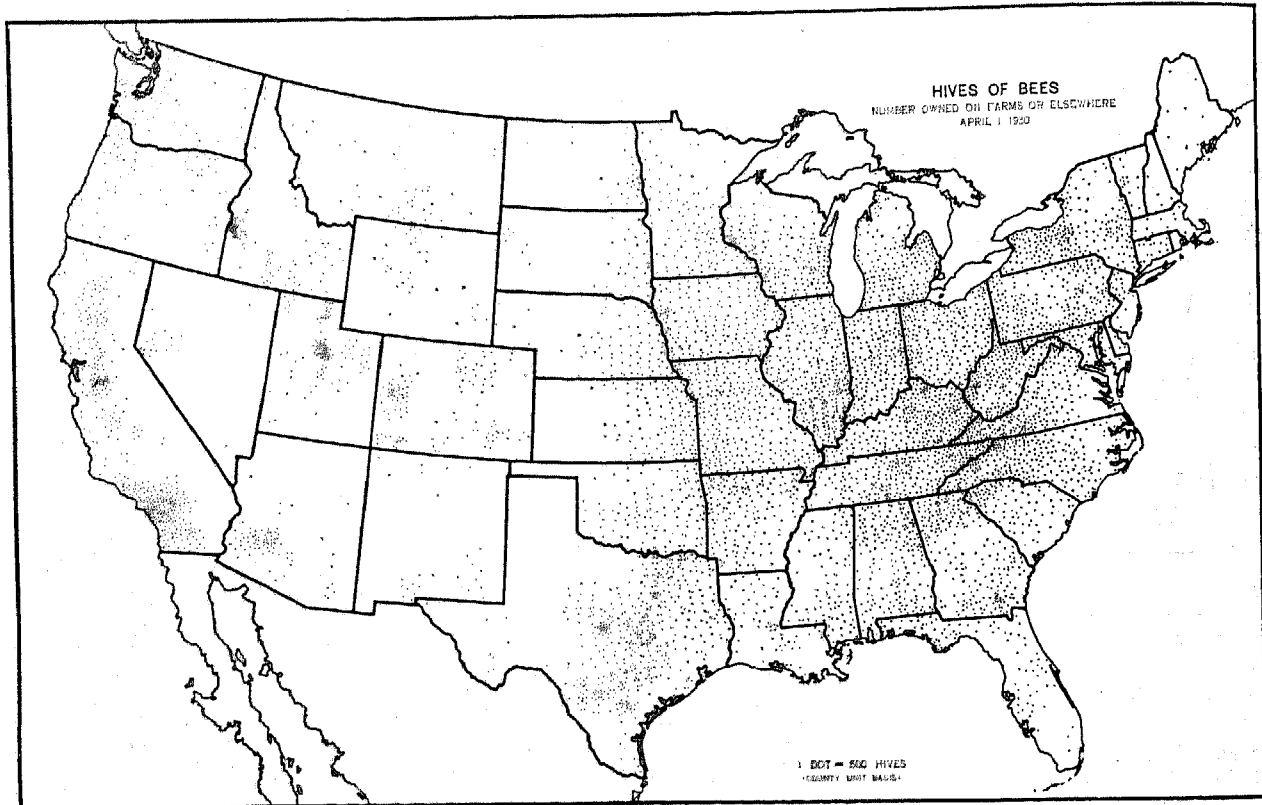 HIVES OF BEES
NUMBER OWNED ON FARMS OR ELSEWHERE
APRIL 1 1930
1 DOT = 500 HIVES
(COUNTY UNIT BASIS)